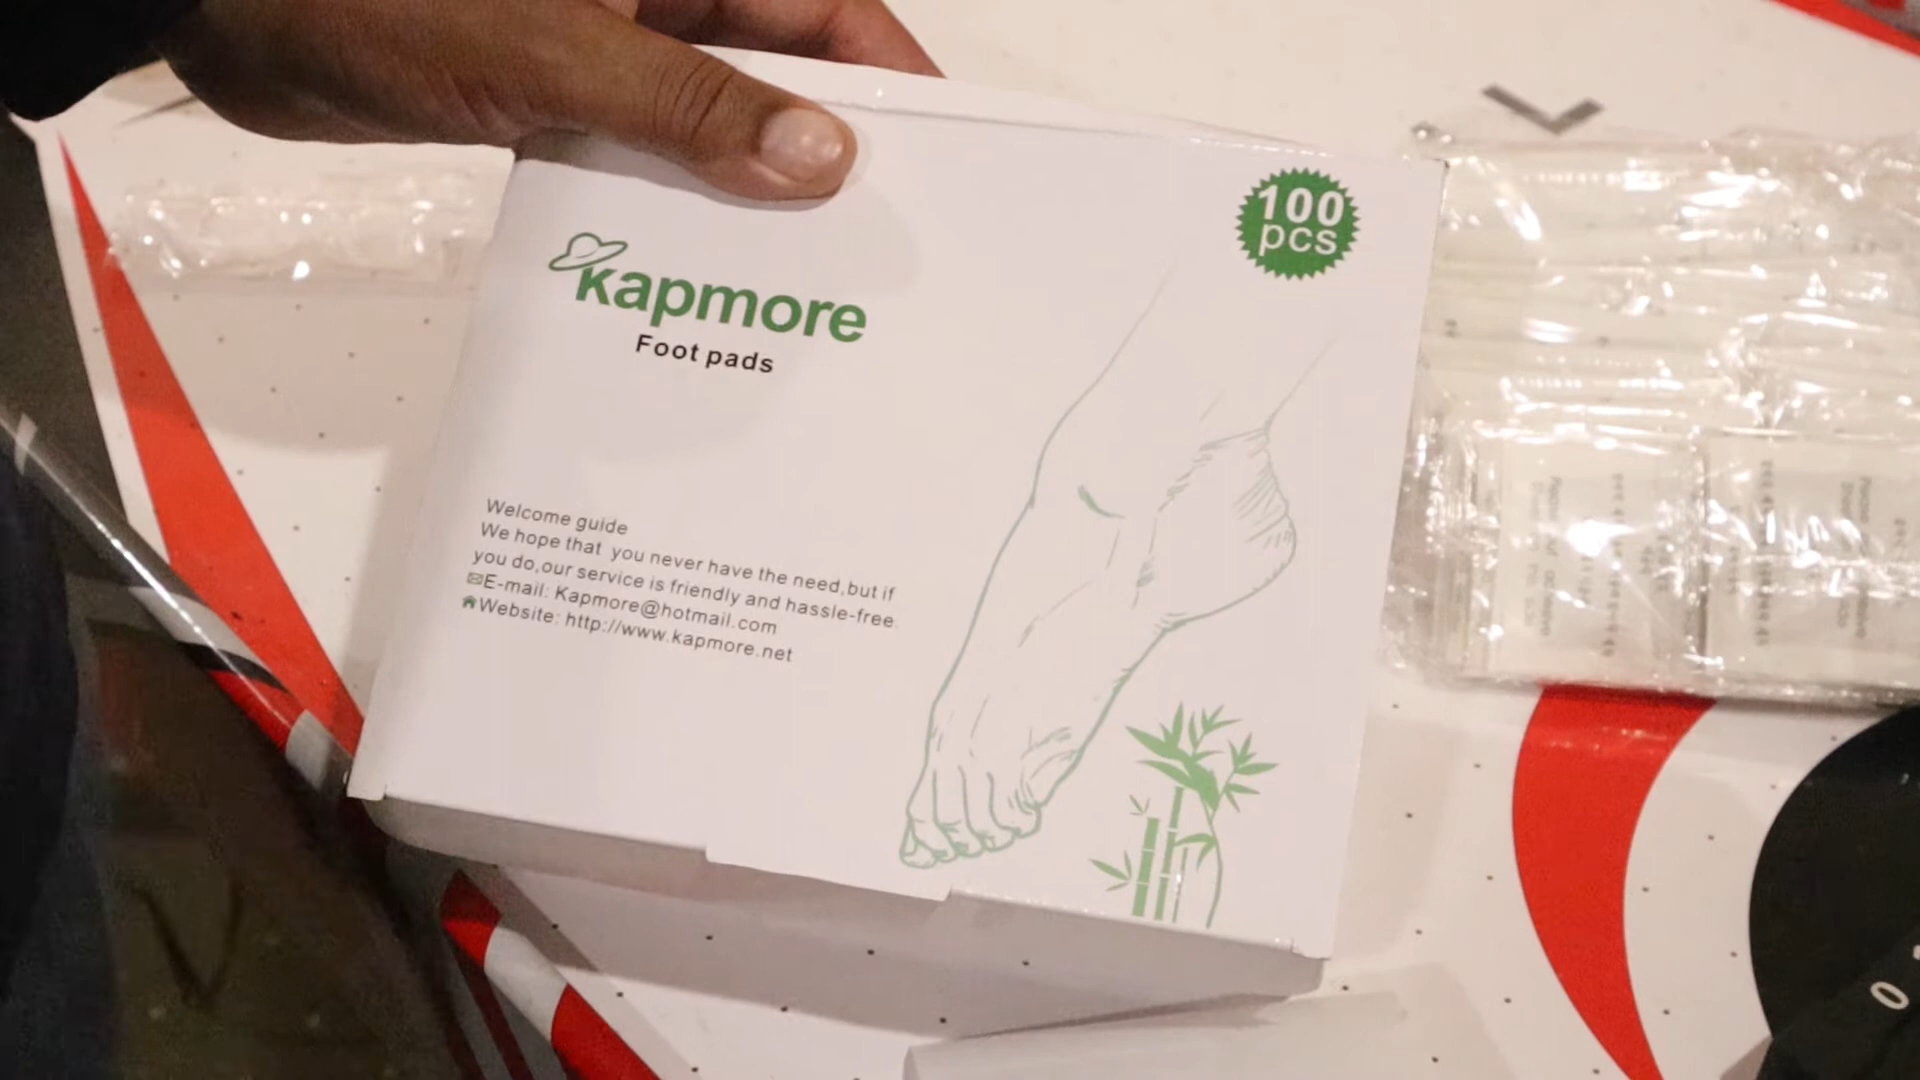 100
pcs
kapmore
Foot pads
Welcome guide
We hope that you never have the need,but if
you do,our service is friendly and hassle-free.
E-mail: Kapmore@hotmail.com
Website: http://www.kapmore.net
0